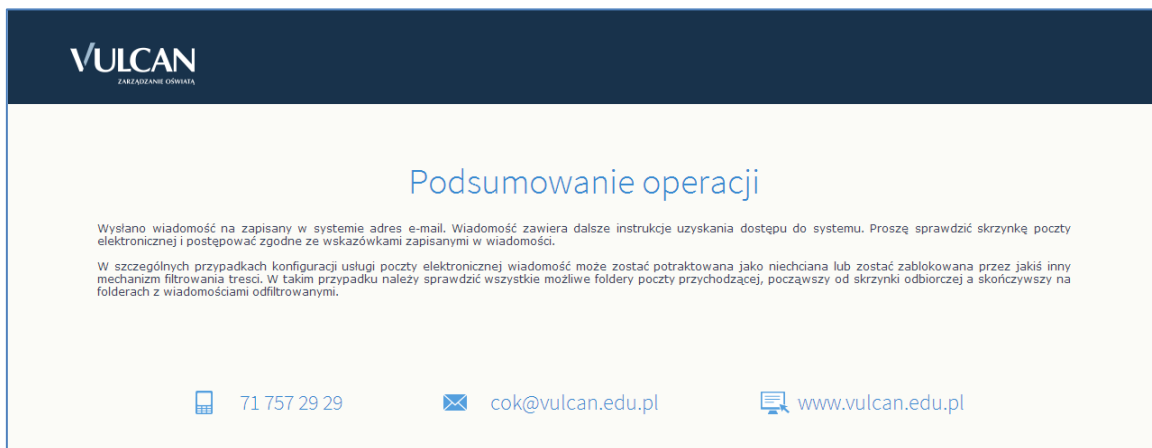 VULCAN
ZARZĄDZANIE OŚWIATĄ
Podsumowanie operacji
Wysłano wiadomość na zapisany w systemie adres e-mail. Wiadomość zawiera dalsze instrukcje uzyskania dostępu do systemu. Proszę sprawdzić skrzynkę poczty
elektronicznej i postępować zgodne ze wskazówkami zapisanymi w wiadomości.
W szczególnych przypadkach konfiguracji usługi poczty elektronicznej wiadomość może zostać potraktowana jako niechciana lub zostać zablokowana przez jakiś inny
mechanizm filtrowania tresci. W takim przypadku należy sprawdzić wszystkie możliwe foldery poczty przychodzącej, począwszy od skrzynki odbiorczej a skończywszy na
folderach z wiadomościami odfiltrowanymi.
71 757 29 29 cok@vulcan.edu.pl www.vulcan.edu.pl